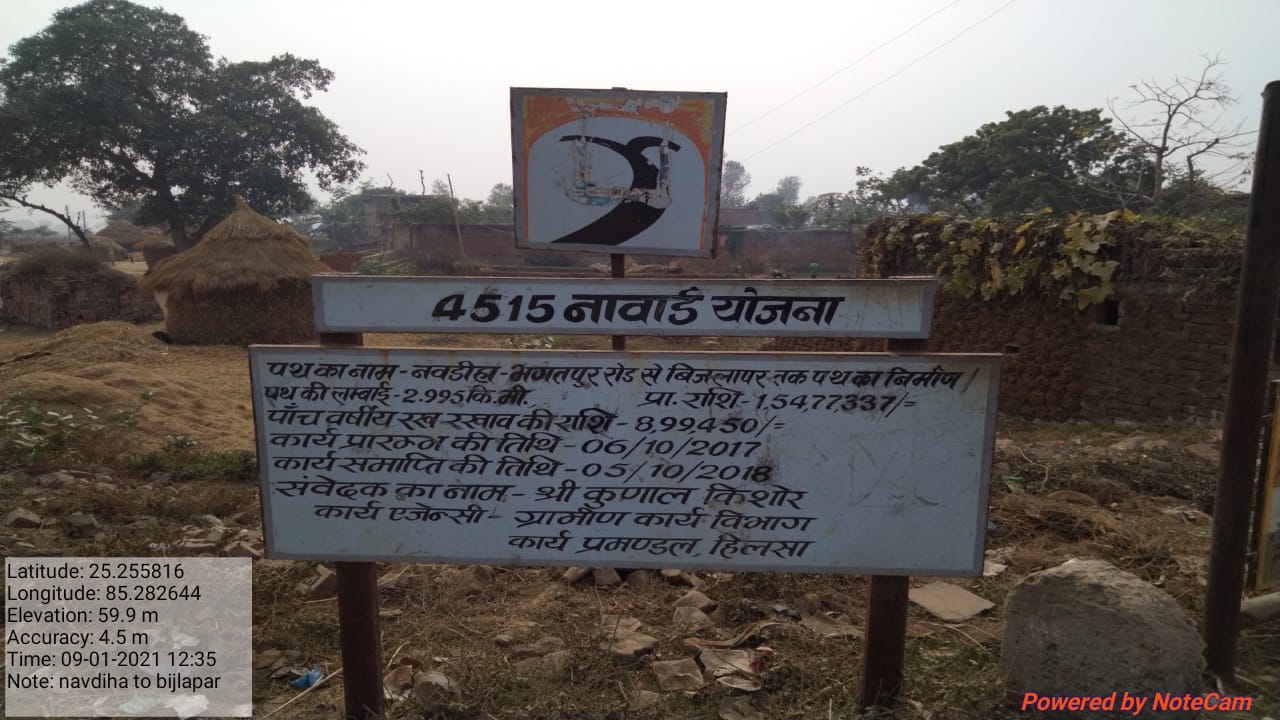 4515 नावार्ड योजना
पथ का नाम - नवडीहा - भगतपुर रोड से बिजलापर तक पथ का निर्माण /
पथ की लम्बाई - 2.995 कि.मी. प्रा. राशि - 1,54,77,337/=
पाँच वर्षीय रख-रखाव की राशि - 8,99,450/=
कार्य प्रारम्भ की तिथि - 06/10/2017
कार्य समाप्ति की तिथि - 05/10/2018
संवेदक का नाम - श्री कुणाल किशोर
कार्य एजेन्सी - ग्रामीण कार्य विभाग
कार्य प्रमण्डल, हिलसा
Latitude: 25.255816
Longitude: 85.282644
Elevation: 59.9 m
Accuracy: 4.5 m
Time: 09-01-2021 12:35
Note: navdiha to bijlapar
Powered by NoteCam